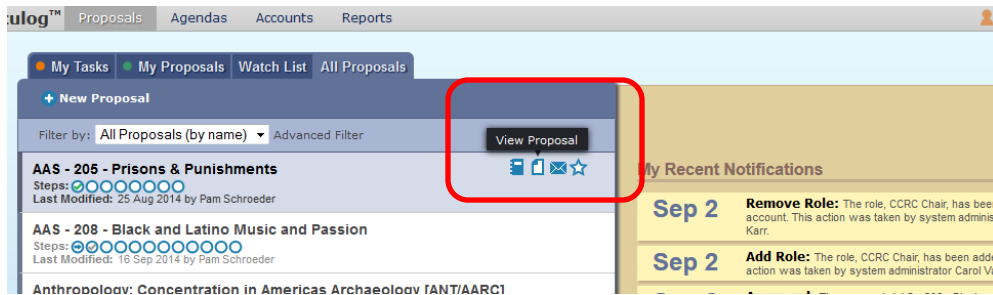 ulog™ Proposals Agendas Accounts Reports
My Tasks My Proposals Watch List All Proposals
New Proposal
Filter by: All Proposals (by name) Advanced Filter
View Proposal
AAS - 205 - Prisons & Punishments
Steps:
Last Modified: 25 Aug 2014 by Pam Schroeder
AAS - 208 - Black and Latino Music and Passion
Steps:
Last Modified: 16 Sep 2014 by Pam Schroeder
Anthropology: Concentration in Americas Archaeology [ANT/AARC]
My Recent Notifications
Sep 2
Remove Role: The role, CCRC Chair, has been
account. This action was taken by system adminis
Karr.
Sep 2
Add Role: The role, CCRC Chair, has been adde
action was taken by system administrator Carol Va